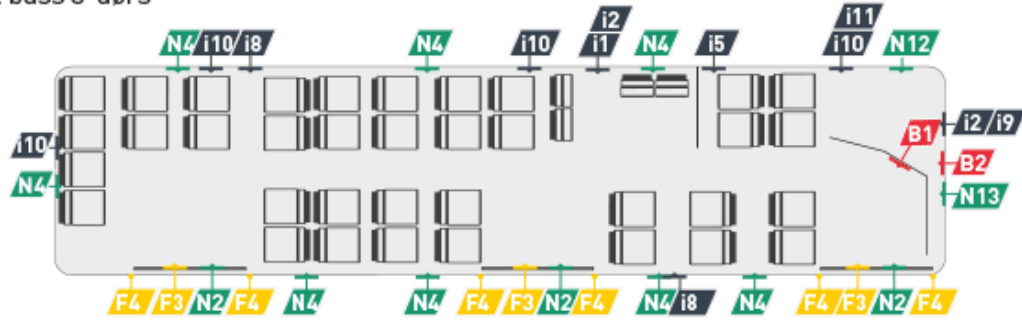 i2 i11
N4 i10 i8 N4 i10 i1 N4 i5 i10 N12
B1 i2/i9
i10 B2
N4 N13
F4 F3 N2 F4 N4 N4 F4 F3 N2 F4 N4 i8 N4 F4 F3 N2 F4